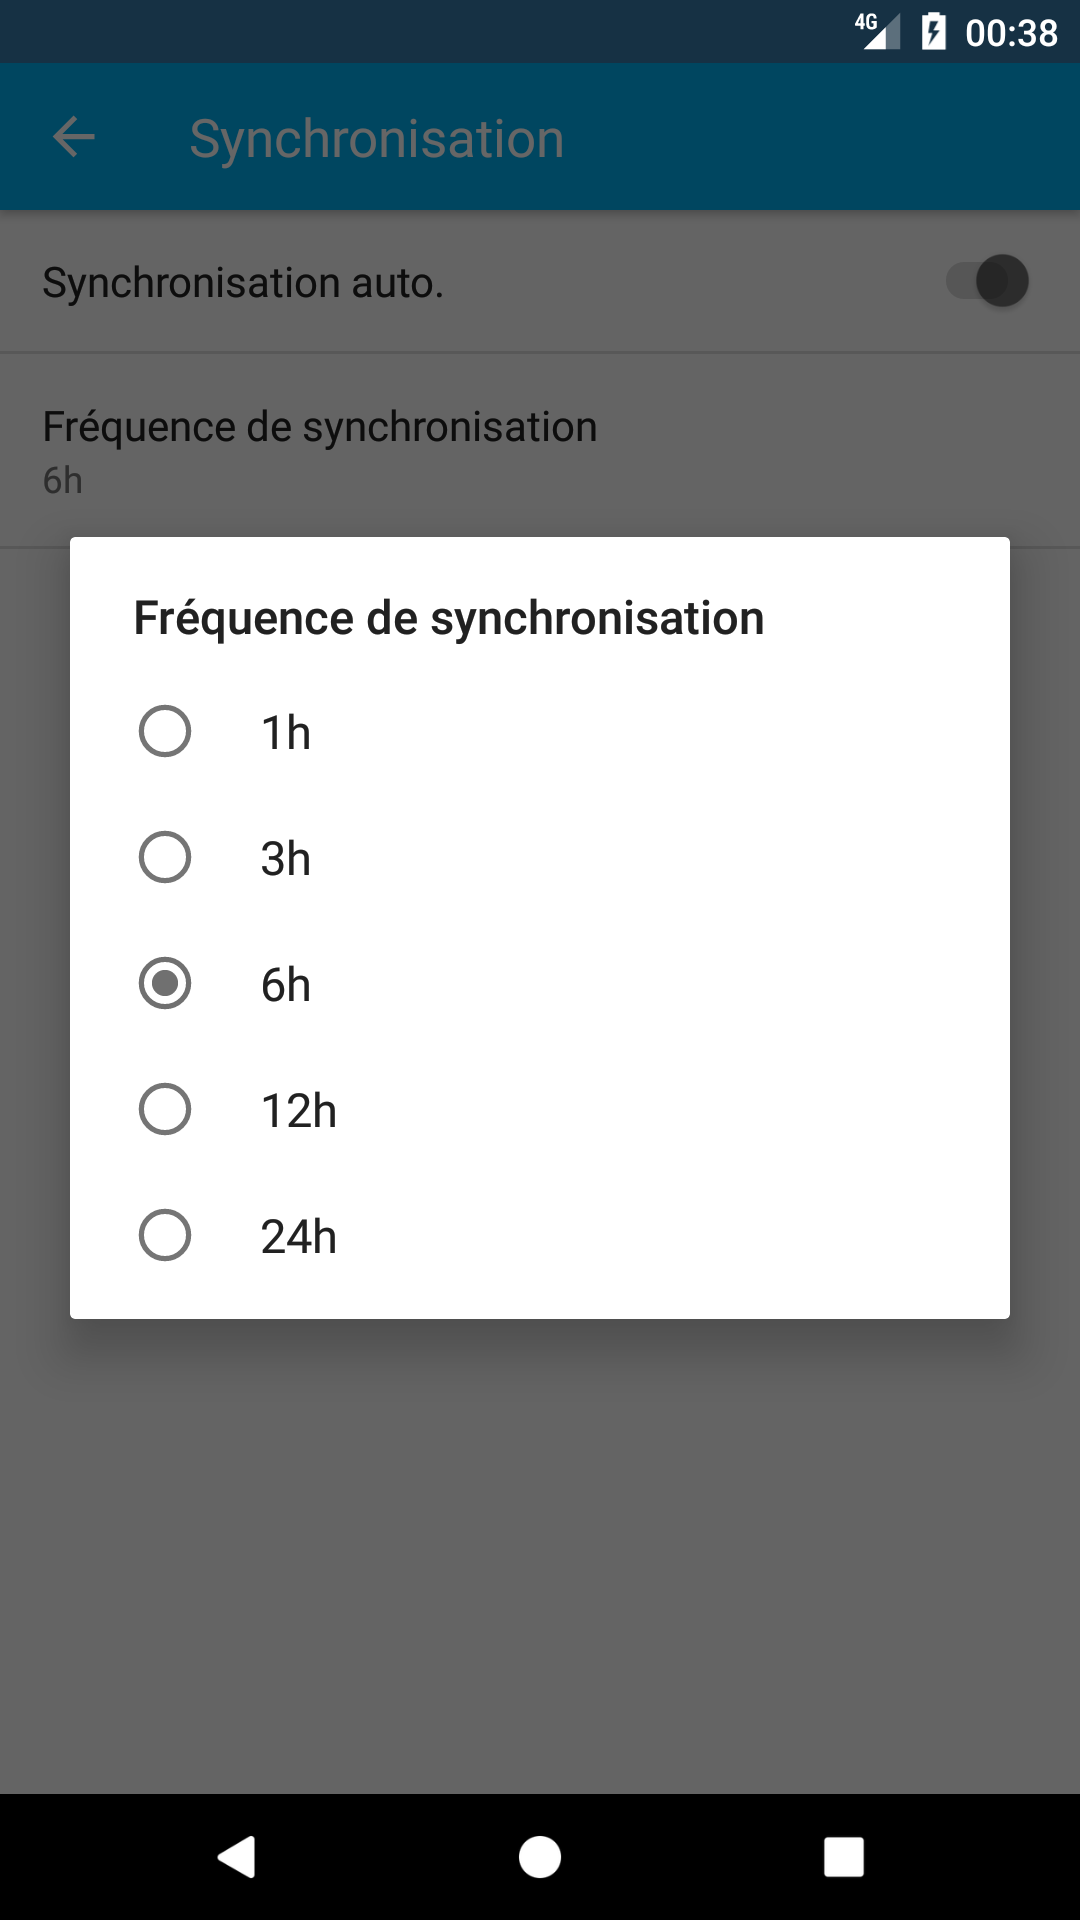 4G 00:38
Synchronisation
Synchronisation auto.
Fréquence de synchronisation
6h
Fréquence de synchronisation
1h
3h
6h
12h
24h